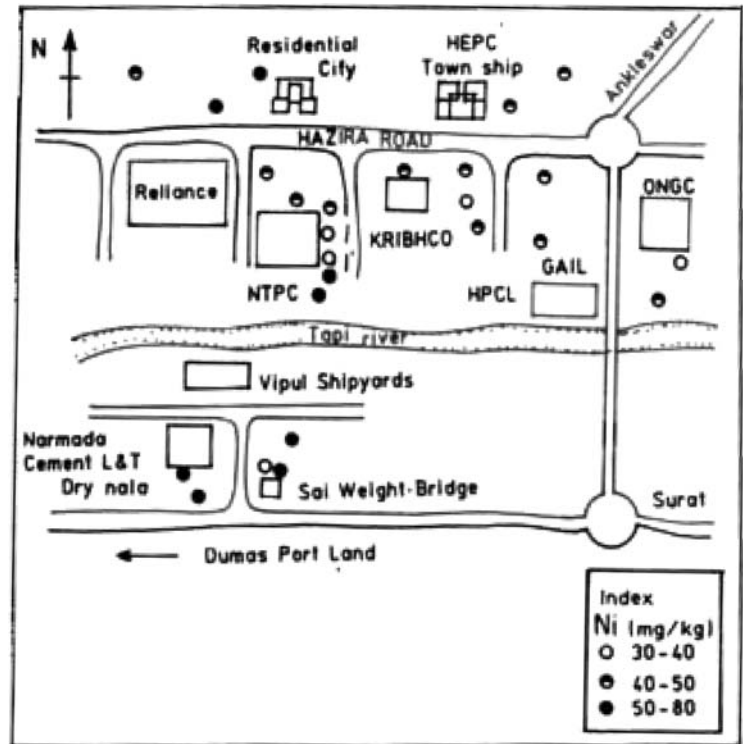 N
Residential
City
HEPC
Town ship
Ankleswar
HAZIRA ROAD
Reliance
KRIBHCO
ONGC
NTPC
HPCL
GAIL
Tapi river
Vipul Shipyards
Narmada
Cement L&T
Dry nala
Sai Weight-Bridge
Surat
Dumas Port Land
Index
Ni (mg/kg)
30-40
40-50
50-80